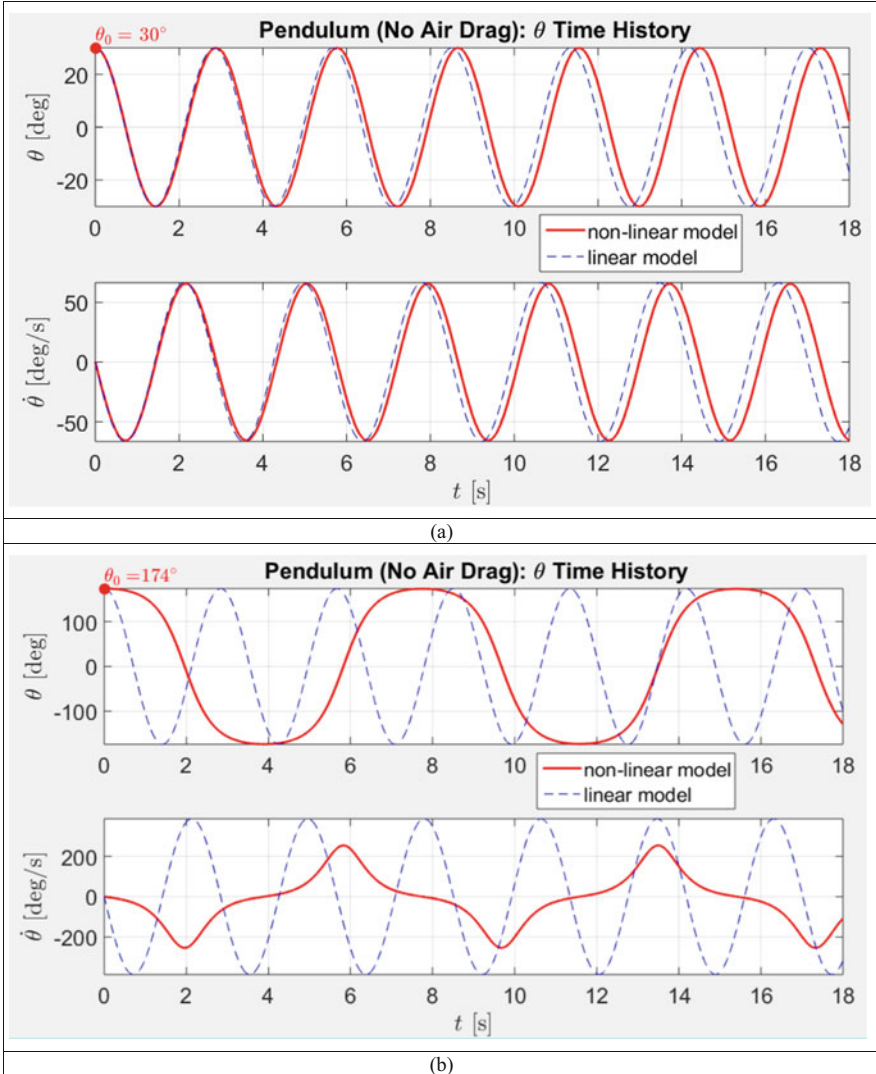 Pendulum (No Air Drag): θ Time History
θ₀ = 30°
20
0
-20
θ [deg]
0 2 4 6 8 10 12 14 16 18
non-linear model
linear model
50
0
-50
θ̇ [deg/s]
0 2 4 6 8 10 12 14 16 18
t [s]
(a)
Pendulum (No Air Drag): θ Time History
θ₀ =174°
100
0
-100
θ [deg]
0 2 4 6 8 10 12 14 16 18
non-linear model
linear model
200
0
-200
θ̇ [deg/s]
0 2 4 6 8 10 12 14 16 18
t [s]
(b)